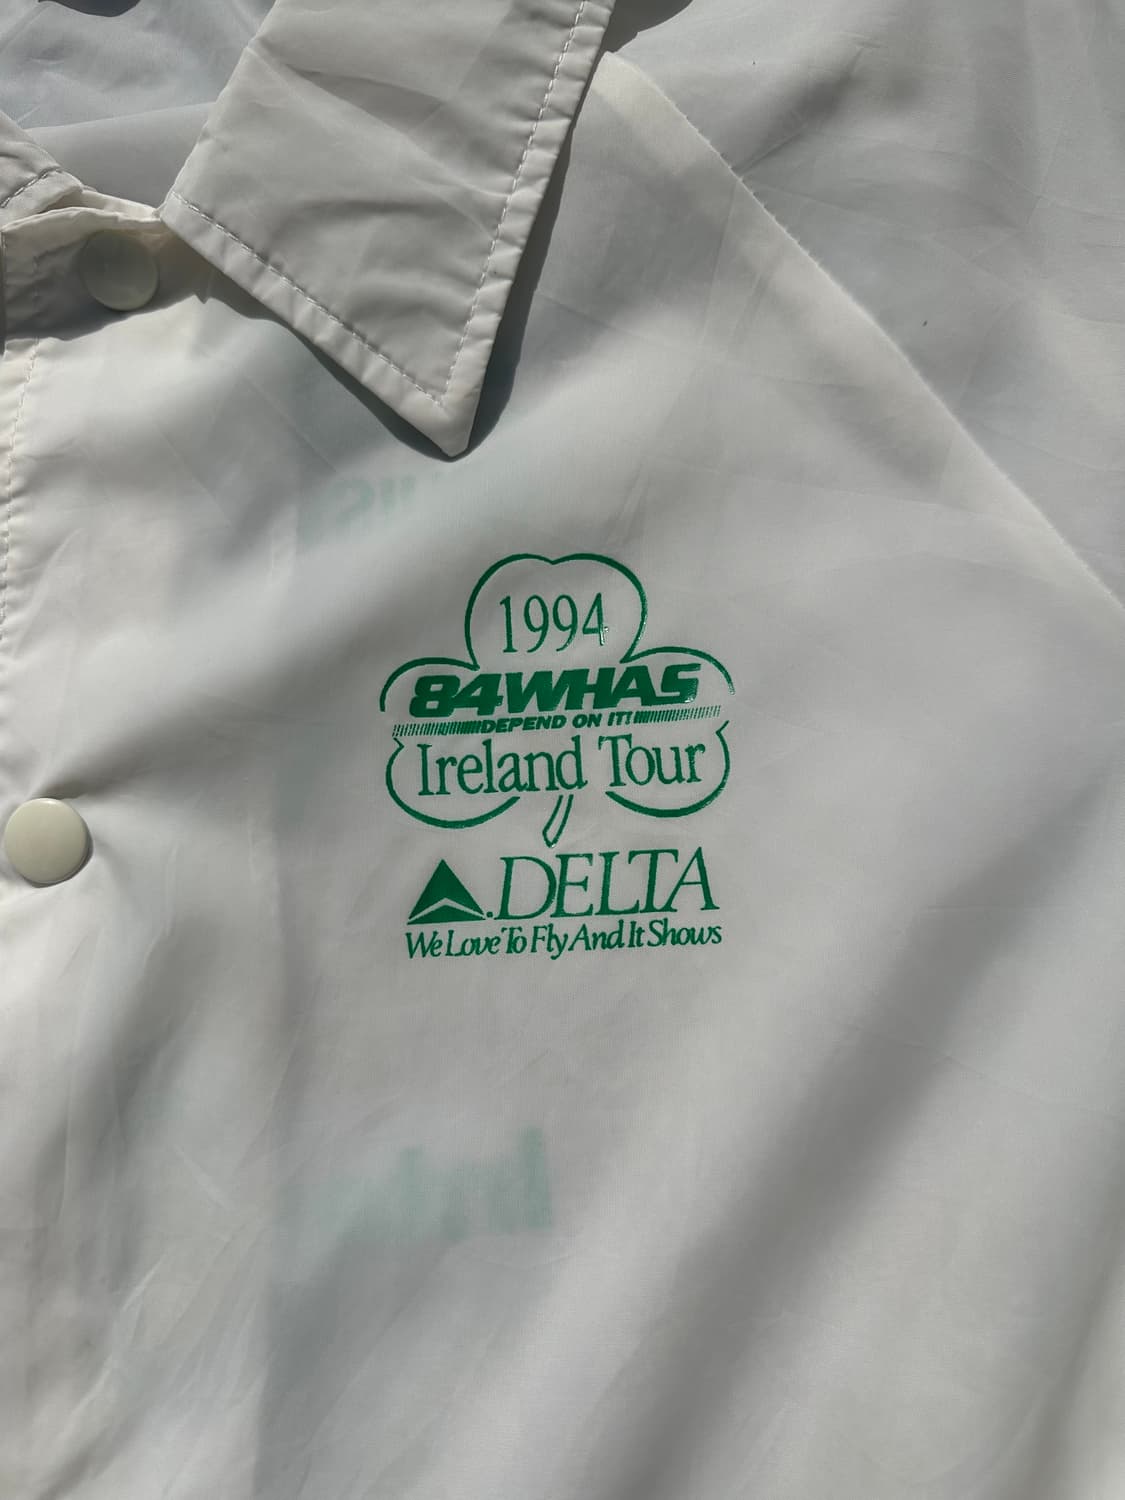 1994
84WHAS
DEPEND ON IT!
Ireland Tour
DELTA
We Love To Fly And It Shows